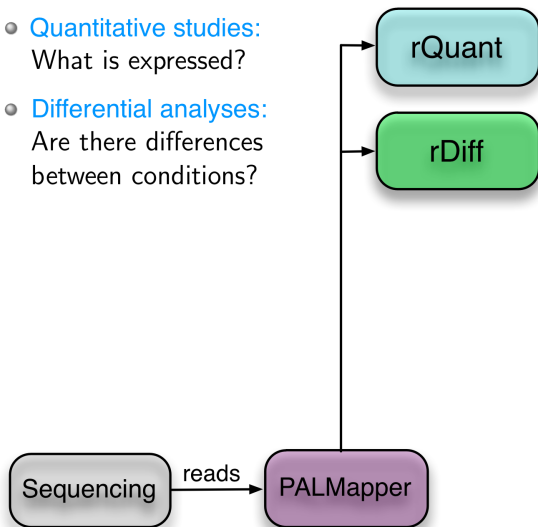 Quantitative studies:
What is expressed?
Differential analyses:
Are there differences
between conditions?
rQuant
rDiff
Sequencing
reads
PALMapper